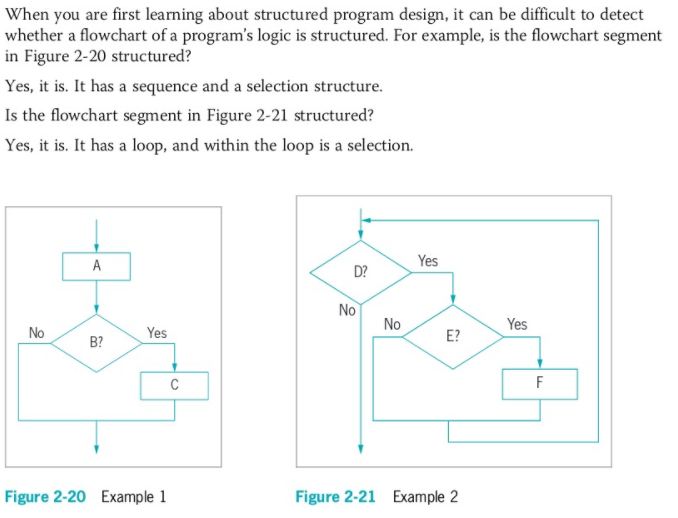 When you are first learning about structured program design, it can be difficult to detect
whether a flowchart of a program's logic is structured. For example, is the flowchart segment
in Figure 2-20 structured?
Yes, it is. It has a sequence and a selection structure.
Is the flowchart segment in Figure 2-21 structured?
Yes, it is. It has a loop, and within the loop is a selection.
A
No
B?
Yes
C
D?
Yes
No
No
E?
Yes
F
Figure 2-20 Example 1
Figure 2-21 Example 2